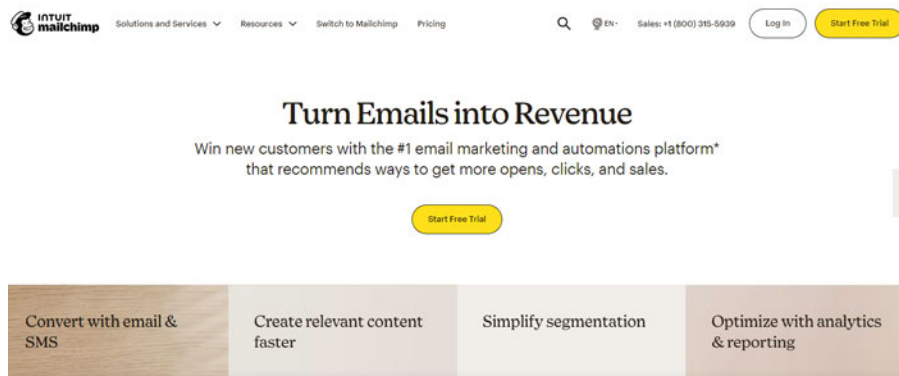 INTUIT
mailchimp
Solutions and Services
Resources
Switch to Mailchimp
Pricing
EN
Sales: +1 (800) 315-5939
Log In
Start Free Trial
Turn Emails into Revenue
Win new customers with the #1 email marketing and automations platform*
that recommends ways to get more opens, clicks, and sales.
Start Free Trial
Convert with email &
SMS
Create relevant content
faster
Simplify segmentation
Optimize with analytics
& reporting